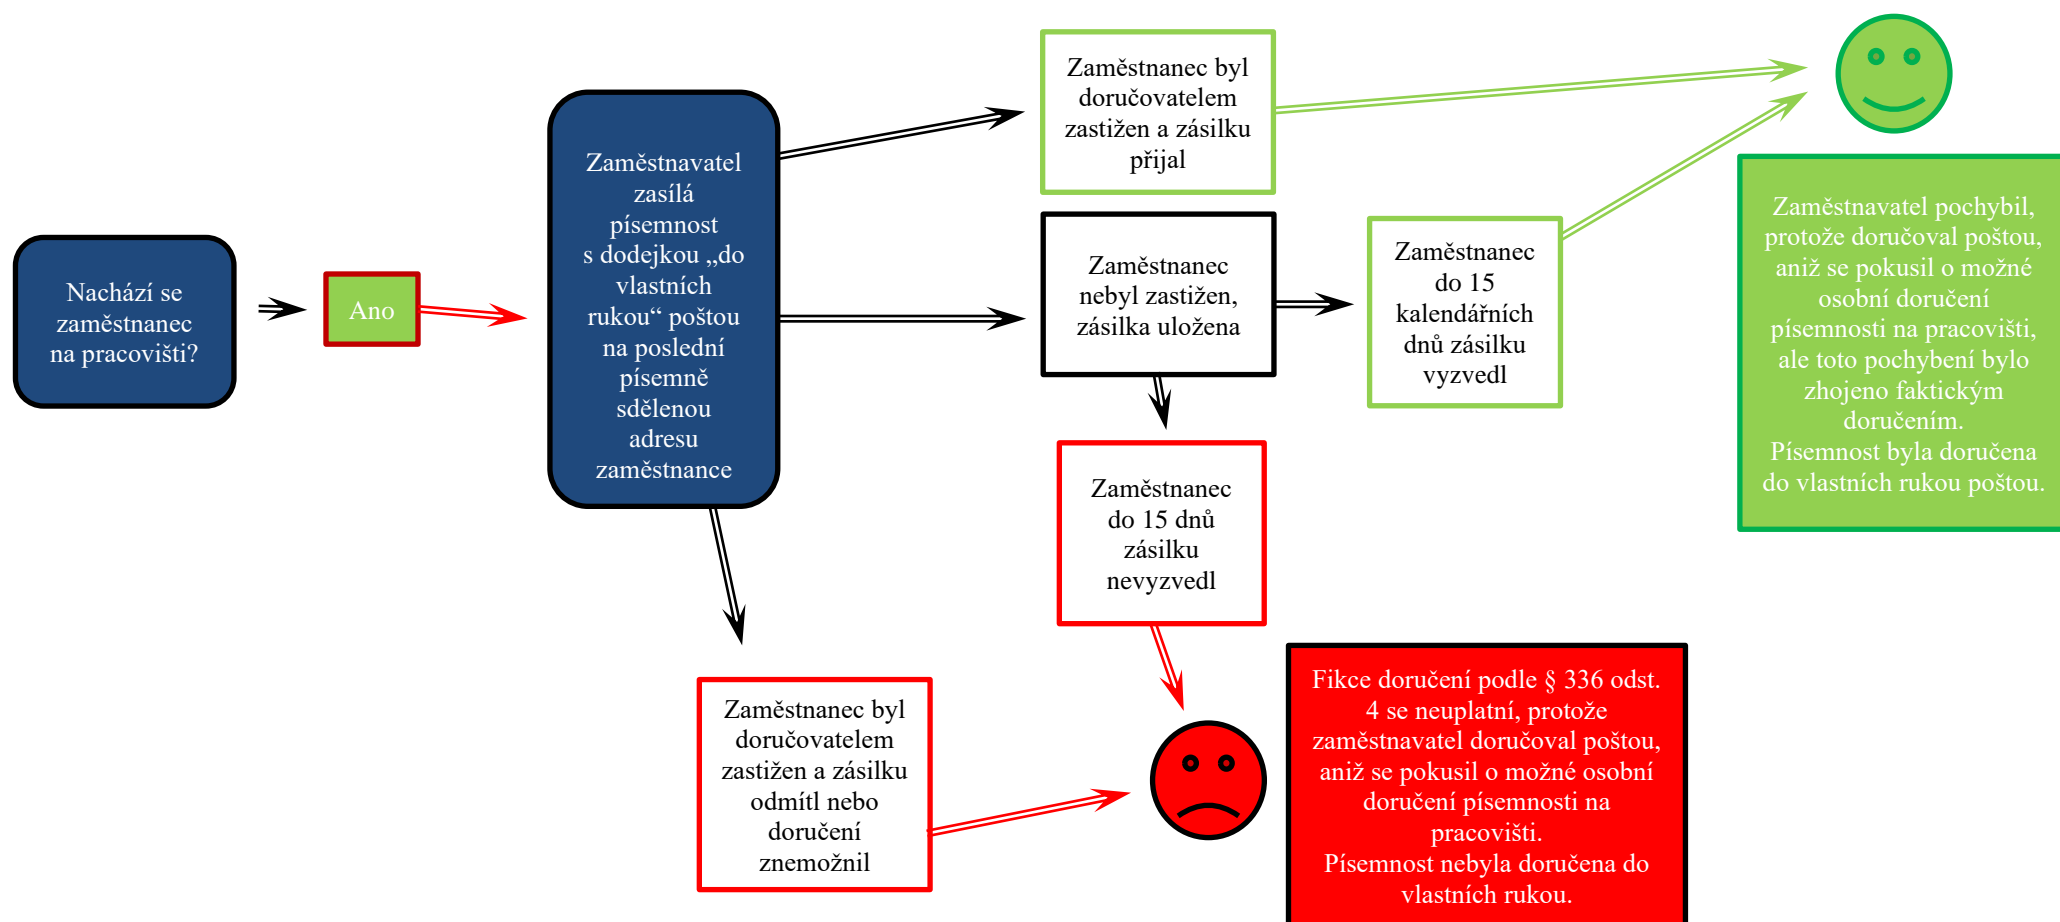 Nachází se
zaměstnanec
na pracovišti?
Ano
Zaměstnavatel
zasílá
písemnost
s dodejkou „do
vlastních
rukou“ poštou
na poslední
písemně
sdělenou
adresu
zaměstnance
Zaměstnanec byl
doručovatelem
zastižen a zásilku
přijal
Zaměstnanec
nebyl zastižen,
zásilka uložena
Zaměstnanec
do 15
kalendářních
dnů zásilku
vyzvedl
Zaměstnavatel pochybil,
protože doručoval poštou,
aniž se pokusil o možné
osobní doručení
písemnosti na pracovišti,
ale toto pochybení bylo
zhojeno faktickým
doručením.
Písemnost byla doručena
do vlastních rukou poštou.
Zaměstnanec
do 15 dnů
zásilku
nevyzvedl
Zaměstnanec byl
doručovatelem
zastižen a zásilku
odmítl nebo
doručení
znemožnil
Fikce doručení podle § 336 odst.
4 se neuplatní, protože
zaměstnavatel doručoval poštou,
aniž se pokusil o možné osobní
doručení písemnosti na
pracovišti.
Písemnost nebyla doručena do
vlastních rukou.